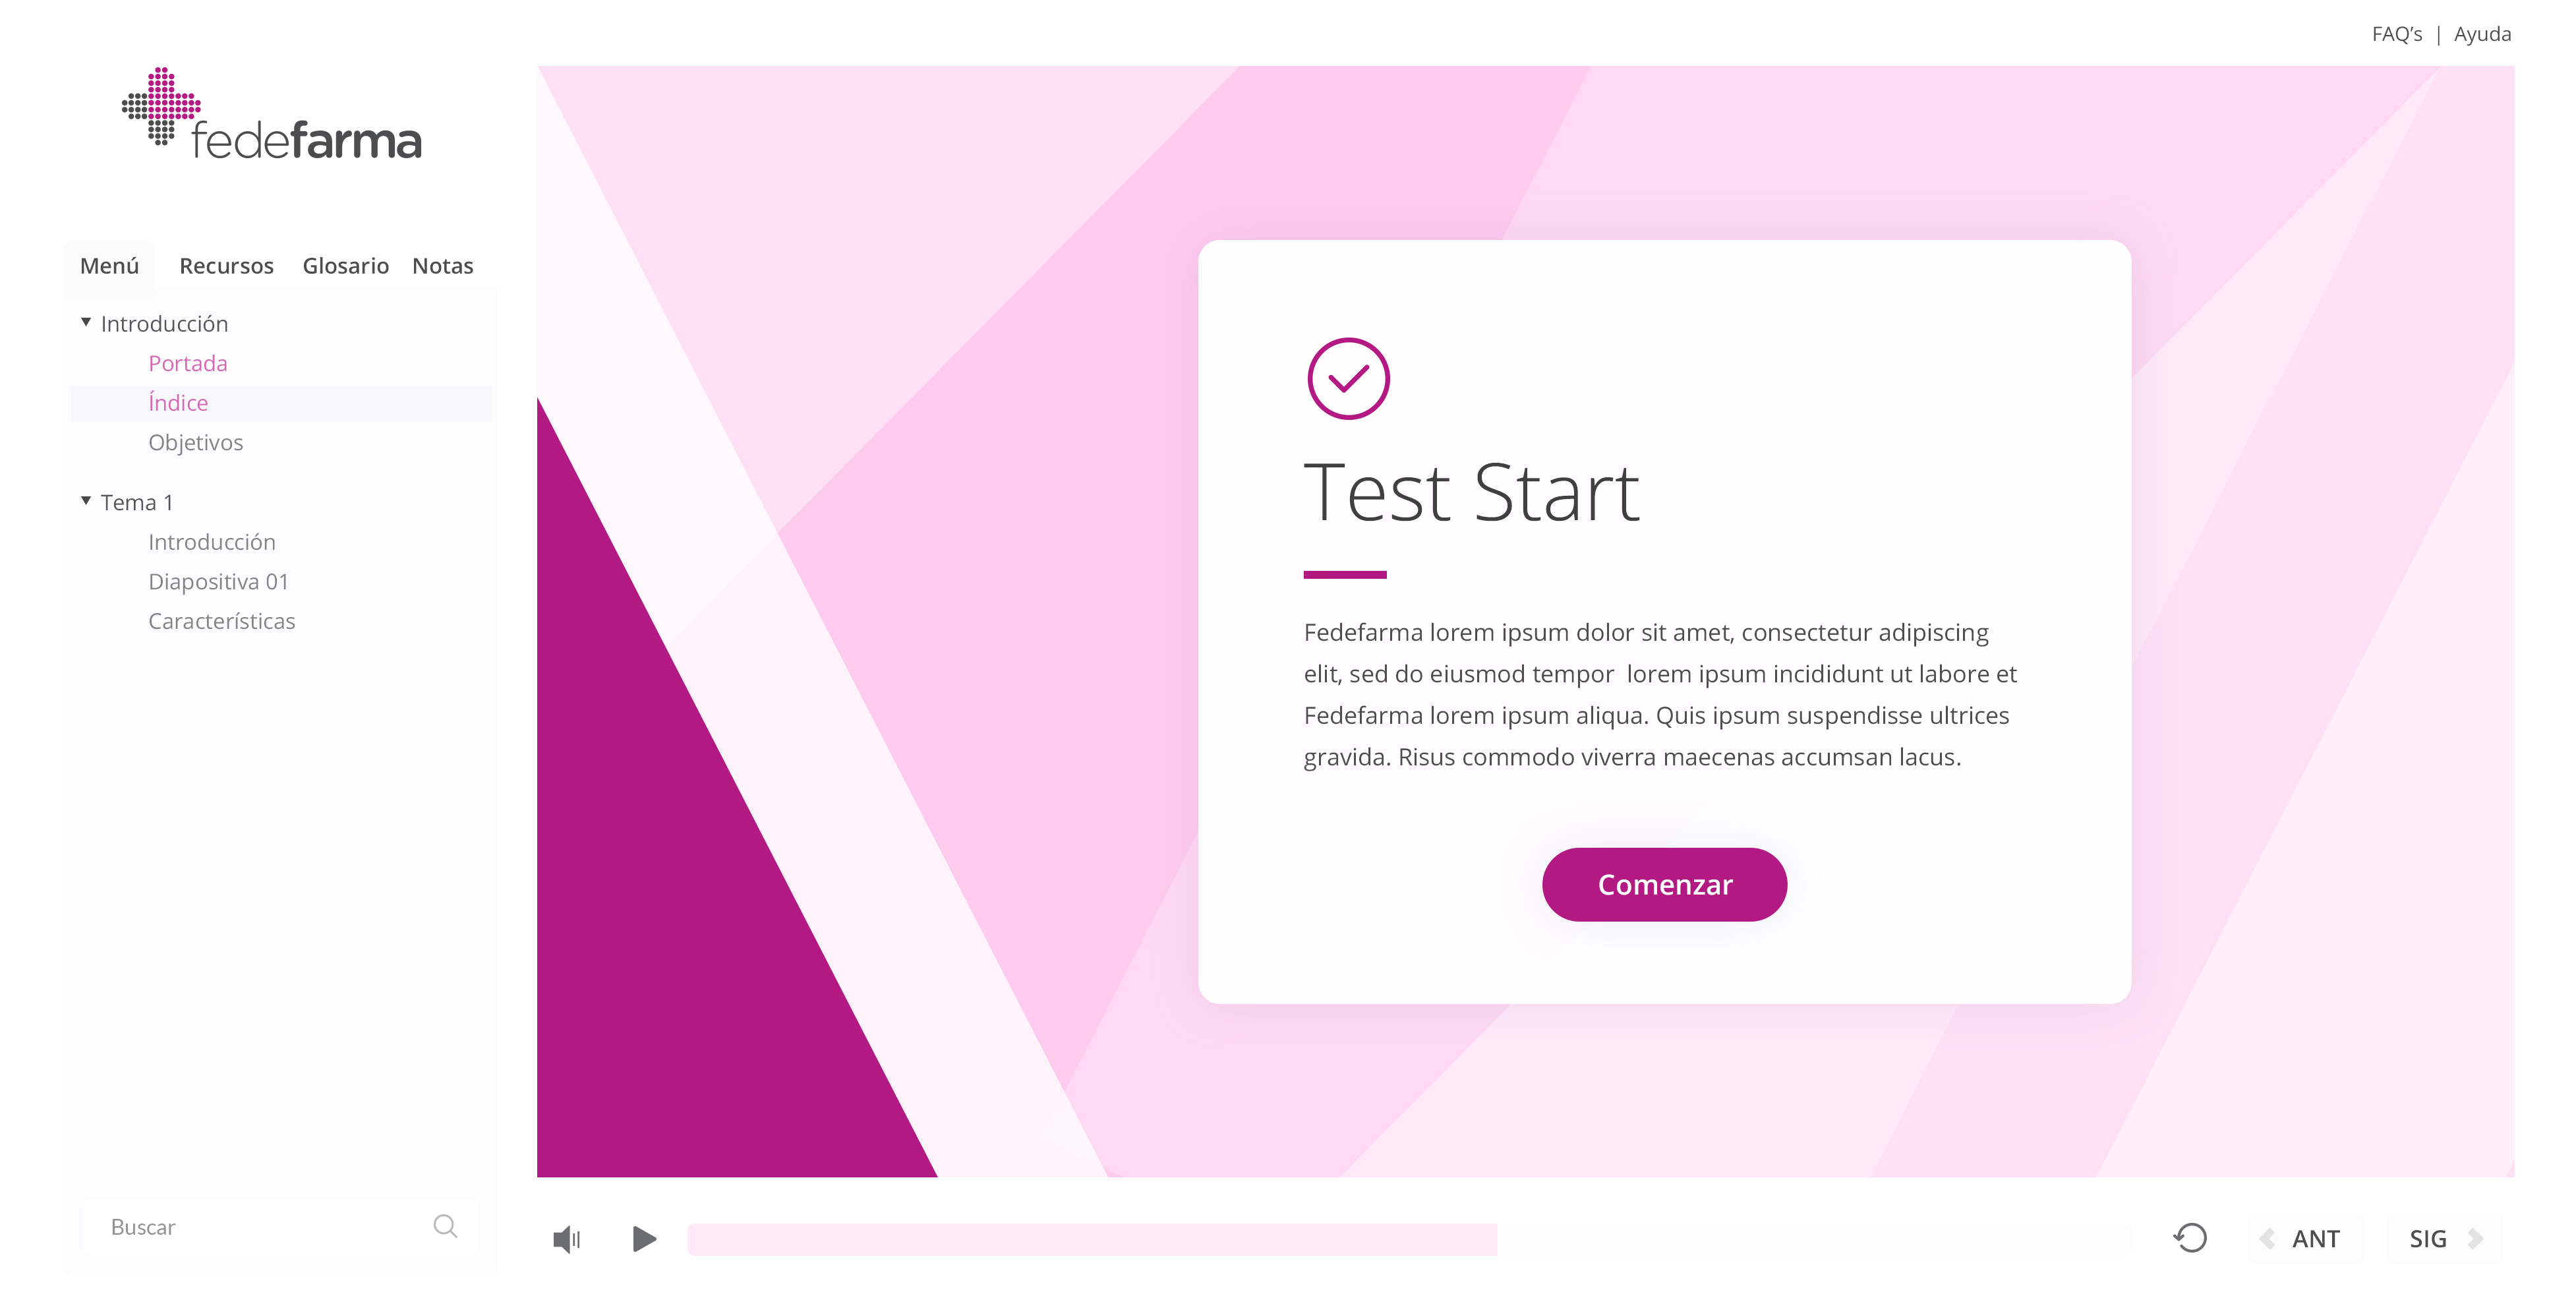 FAQ’s | Ayuda
fedefarma
Menú Recursos Glosario Notas
Introducción
Portada
Índice
Objetivos
Tema 1
Introducción
Diapositiva 01
Características
Buscar
Test Start
Fedefarma lorem ipsum dolor sit amet, consectetur adipiscing
elit, sed do eiusmod tempor  lorem ipsum incididunt ut labore et
Fedefarma lorem ipsum aliqua. Quis ipsum suspendisse ultrices
gravida. Risus commodo viverra maecenas accumsan lacus.
Comenzar
ANT SIG